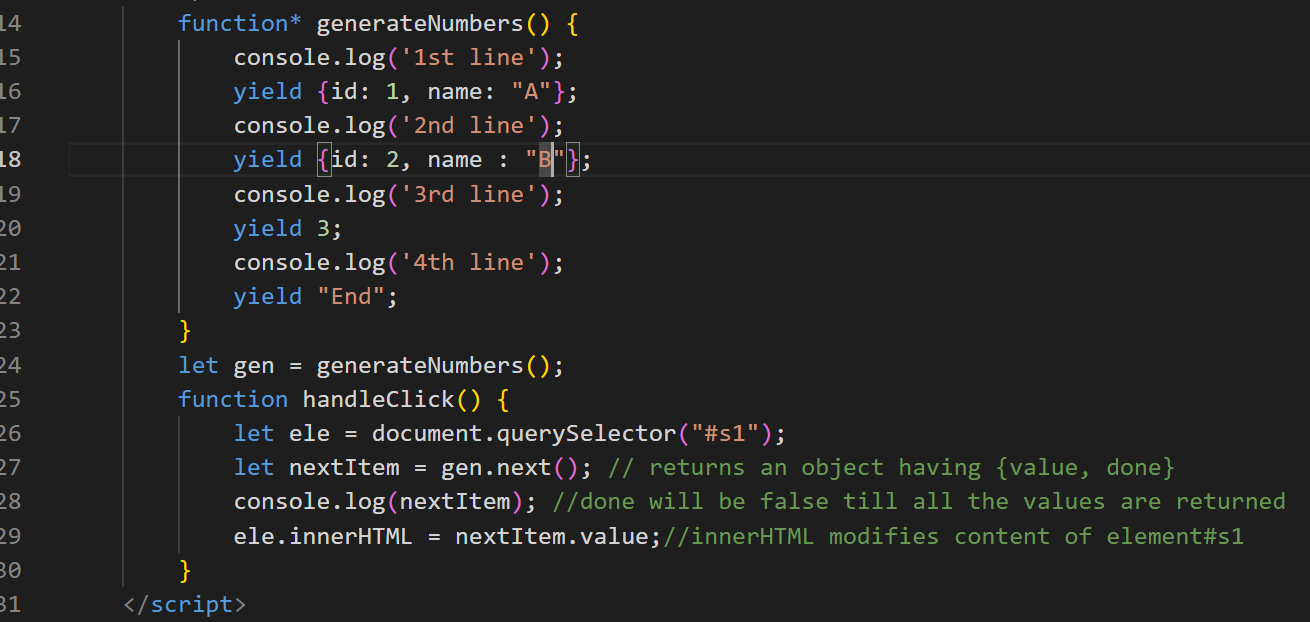 14 function* generateNumbers() {
15 console.log('1st line');
16 yield {id: 1, name: "A"};
17 console.log('2nd line');
18 yield {id: 2, name : "B"};
19 console.log('3rd line');
20 yield 3;
21 console.log('4th line');
22 yield "End";
23 }
24 let gen = generateNumbers();
25 function handleClick() {
26 let ele = document.querySelector("#s1");
27 let nextItem = gen.next(); // returns an object having {value, done}
28 console.log(nextItem); //done will be false till all the values are returned
29 ele.innerHTML = nextItem.value;//innerHTML modifies content of element#s1
30 }
31 </script>